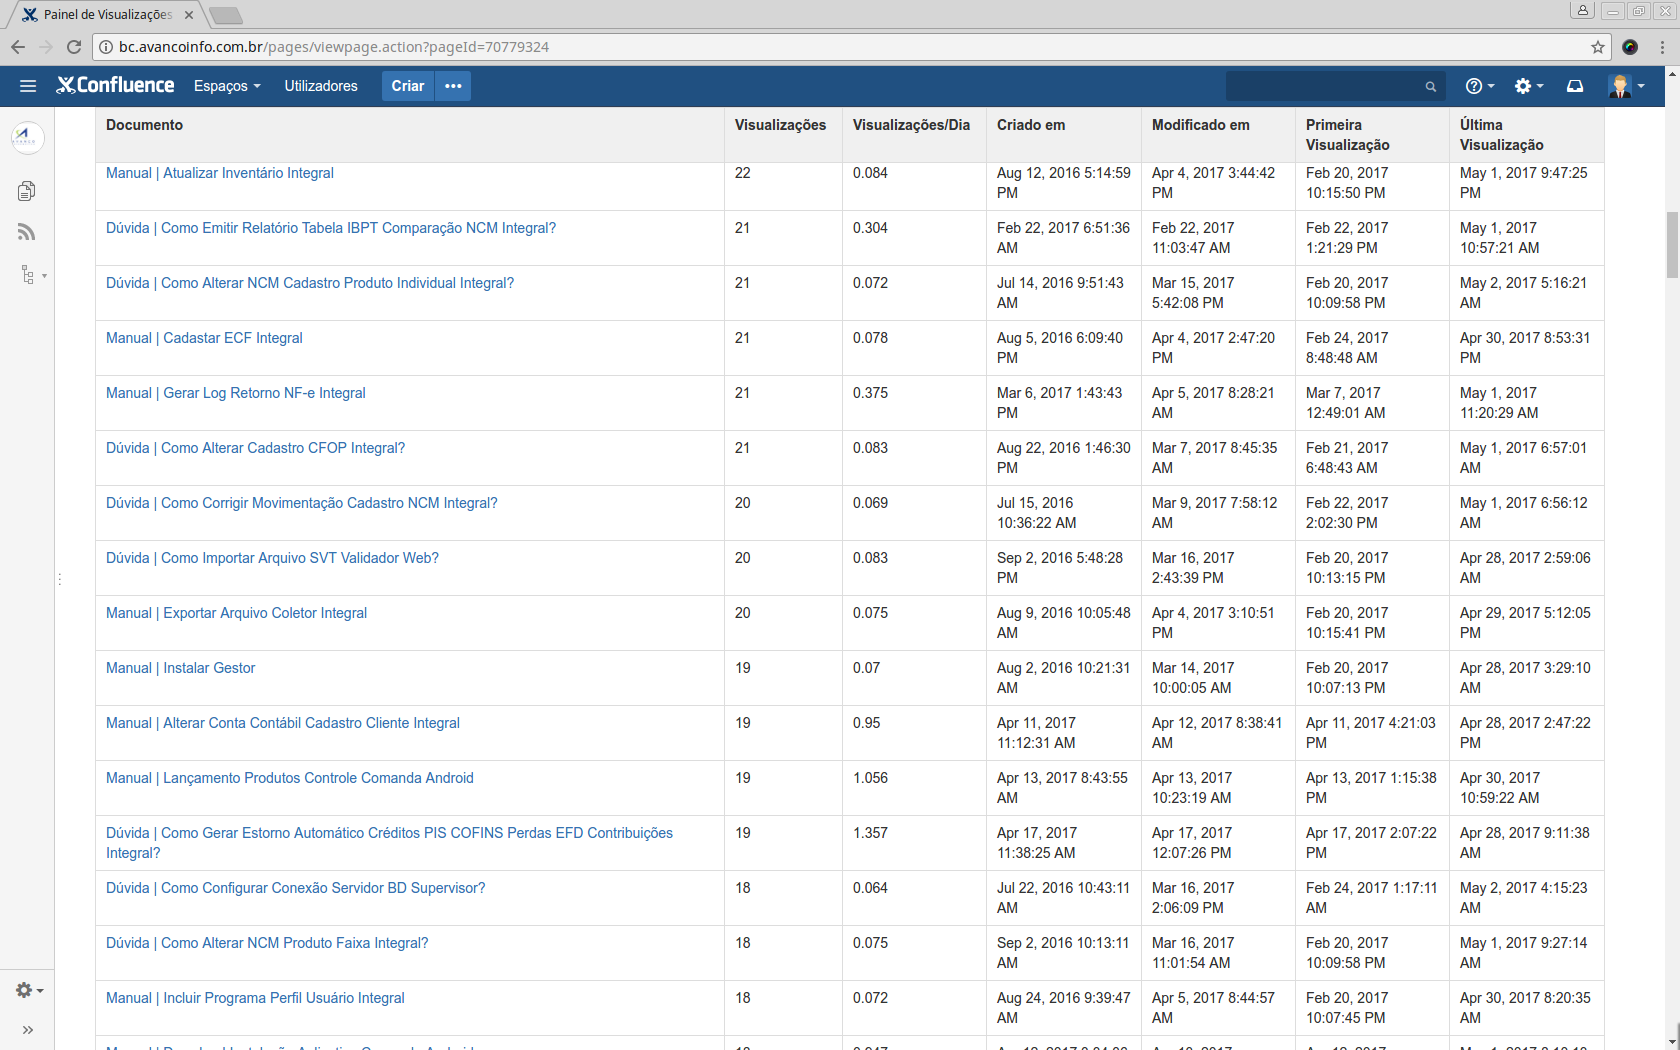 Painel de Visualizações
bc.avancoinfo.com.br/pages/viewpage.action?pageId=70779324
Confluence Espaços Utilizadores Criar
Documento Visualizações Visualizações/Dia Criado em Modificado em Primeira Visualização Última Visualização
Manual | Atualizar Inventário Integral 22 0.084 Aug 12, 2016 5:14:59 PM Apr 4, 2017 3:44:42 PM Feb 20, 2017 10:15:50 PM May 1, 2017 9:47:25 PM
Dúvida | Como Emitir Relatório Tabela IBPT Comparação NCM Integral? 21 0.304 Feb 22, 2017 6:51:36 AM Feb 22, 2017 11:03:47 AM Feb 22, 2017 1:21:29 PM May 1, 2017 10:57:21 AM
Dúvida | Como Alterar NCM Cadastro Produto Individual Integral? 21 0.072 Jul 14, 2016 9:51:43 AM Mar 15, 2017 5:42:08 PM Feb 20, 2017 10:09:58 PM May 2, 2017 5:16:21 AM
Manual | Cadastar ECF Integral 21 0.078 Aug 5, 2016 6:09:40 PM Apr 4, 2017 2:47:20 PM Feb 24, 2017 8:48:48 AM Apr 30, 2017 8:53:31 PM
Manual | Gerar Log Retorno NF-e Integral 21 0.375 Mar 6, 2017 1:43:43 PM Apr 5, 2017 8:28:21 AM Mar 7, 2017 12:49:01 AM May 1, 2017 11:20:29 AM
Dúvida | Como Alterar Cadastro CFOP Integral? 21 0.083 Aug 22, 2016 1:46:30 PM Mar 7, 2017 8:45:35 AM Feb 21, 2017 6:48:43 AM May 1, 2017 6:57:01 AM
Dúvida | Como Corrigir Movimentação Cadastro NCM Integral? 20 0.069 Jul 15, 2016 10:36:22 AM Mar 9, 2017 7:58:12 AM Feb 22, 2017 2:02:30 PM May 1, 2017 6:56:12 AM
Dúvida | Como Importar Arquivo SVT Validador Web? 20 0.083 Sep 2, 2016 5:48:28 PM Mar 16, 2017 2:43:39 PM Feb 20, 2017 10:13:15 PM Apr 28, 2017 2:59:06 AM
Manual | Exportar Arquivo Coletor Integral 20 0.075 Aug 9, 2016 10:05:48 AM Apr 4, 2017 3:10:51 PM Feb 20, 2017 10:15:41 PM Apr 29, 2017 5:12:05 PM
Manual | Instalar Gestor 19 0.07 Aug 2, 2016 10:21:31 AM Mar 14, 2017 10:00:05 AM Feb 20, 2017 10:07:13 PM Apr 28, 2017 3:29:10 AM
Manual | Alterar Conta Contábil Cadastro Cliente Integral 19 0.95 Apr 11, 2017 11:12:31 AM Apr 12, 2017 8:38:41 AM Apr 11, 2017 4:21:03 PM Apr 28, 2017 2:47:22 PM
Manual | Lançamento Produtos Controle Comanda Android 19 1.056 Apr 13, 2017 8:43:55 AM Apr 13, 2017 10:23:19 AM Apr 13, 2017 1:15:38 PM Apr 30, 2017 10:59:22 AM
Dúvida | Como Gerar Estorno Automático Créditos PIS COFINS Perdas EFD Contribuições Integral? 19 1.357 Apr 17, 2017 11:38:25 AM Apr 17, 2017 12:07:26 PM Apr 17, 2017 2:07:22 PM Apr 28, 2017 9:11:38 AM
Dúvida | Como Configurar Conexão Servidor BD Supervisor? 18 0.064 Jul 22, 2016 10:43:11 AM Mar 16, 2017 2:06:09 PM Feb 24, 2017 1:17:11 AM May 2, 2017 4:15:23 AM
Dúvida | Como Alterar NCM Produto Faixa Integral? 18 0.075 Sep 2, 2016 10:13:11 AM Mar 16, 2017 11:01:54 AM Feb 20, 2017 10:09:58 PM May 1, 2017 9:27:14 AM
Manual | Incluir Programa Perfil Usuário Integral 18 0.072 Aug 24, 2016 9:39:47 AM Apr 5, 2017 8:44:57 AM Feb 20, 2017 10:07:45 PM Apr 30, 2017 8:20:35 AM